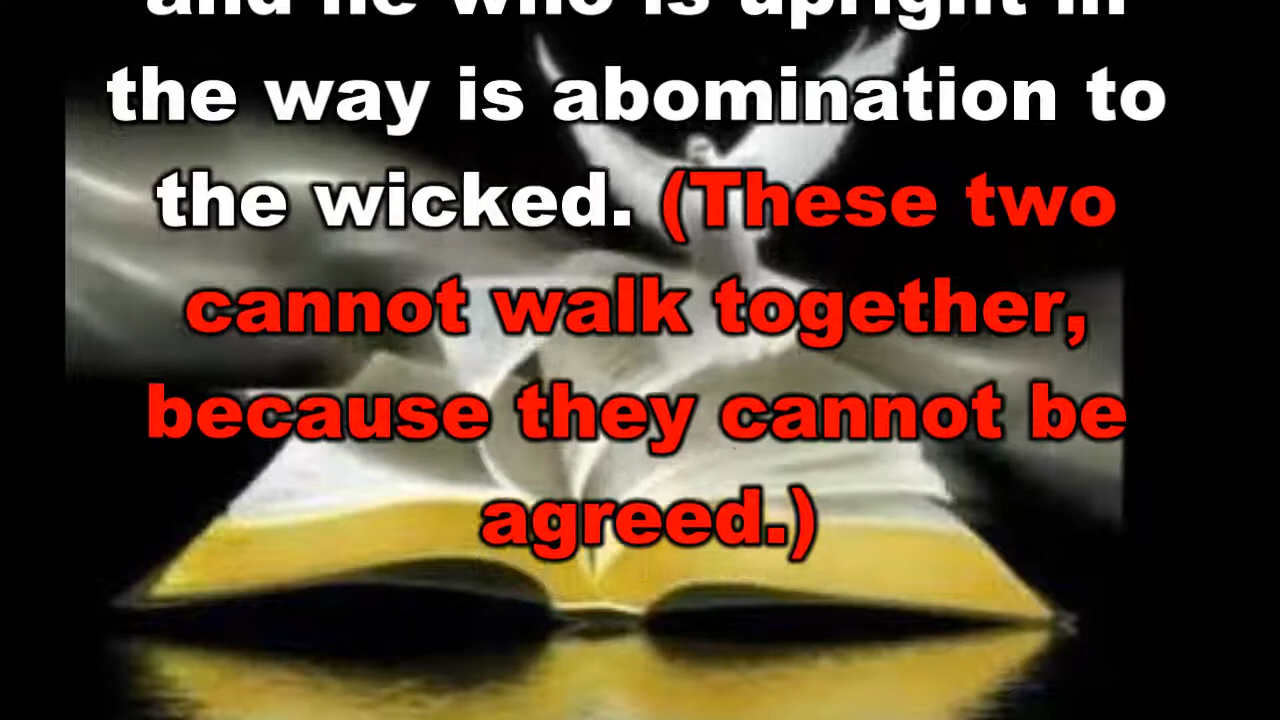 and he who is upright in
the way is abomination to
the wicked. (These two
cannot walk together,
because they cannot be
agreed.)